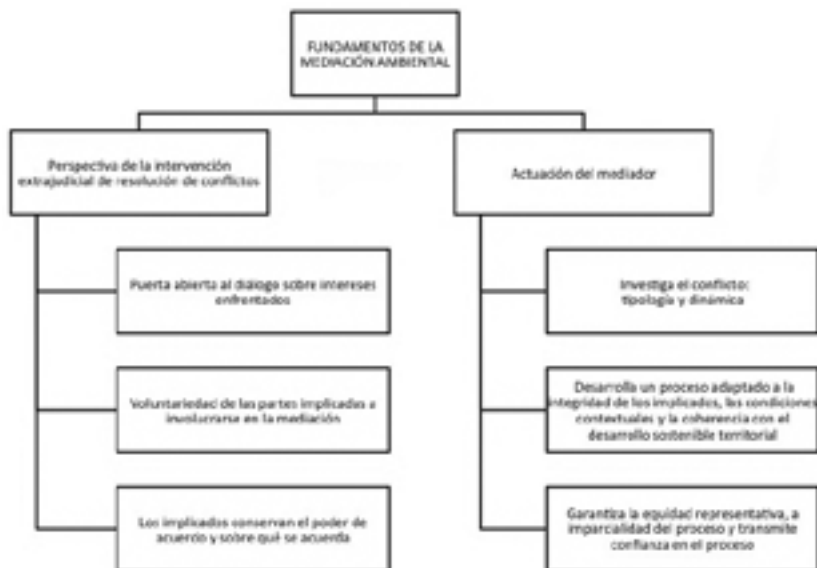 FUNDAMENTOS DE LA
MEDIACIÓN AMBIENTAL
Perspectiva de la intervención
extrajudicial de resolución de conflictos
Puerta abierta al diálogo sobre intereses
enfrentados
Voluntariedad de las partes implicadas a
involucrarse en la mediación
Los implicados conservan el poder de
acuerdo y sobre qué se acuerda
Actuación del mediador
Investiga el conflicto:
tipología y dinámica
Desarrolla un proceso adaptado a la
integridad de los implicados, las condiciones
contextuales y la coherencia con el
desarrollo sostenible territorial
Garantiza la equidad representativa, a
imparcialidad del proceso y transmite
confianza en el proceso